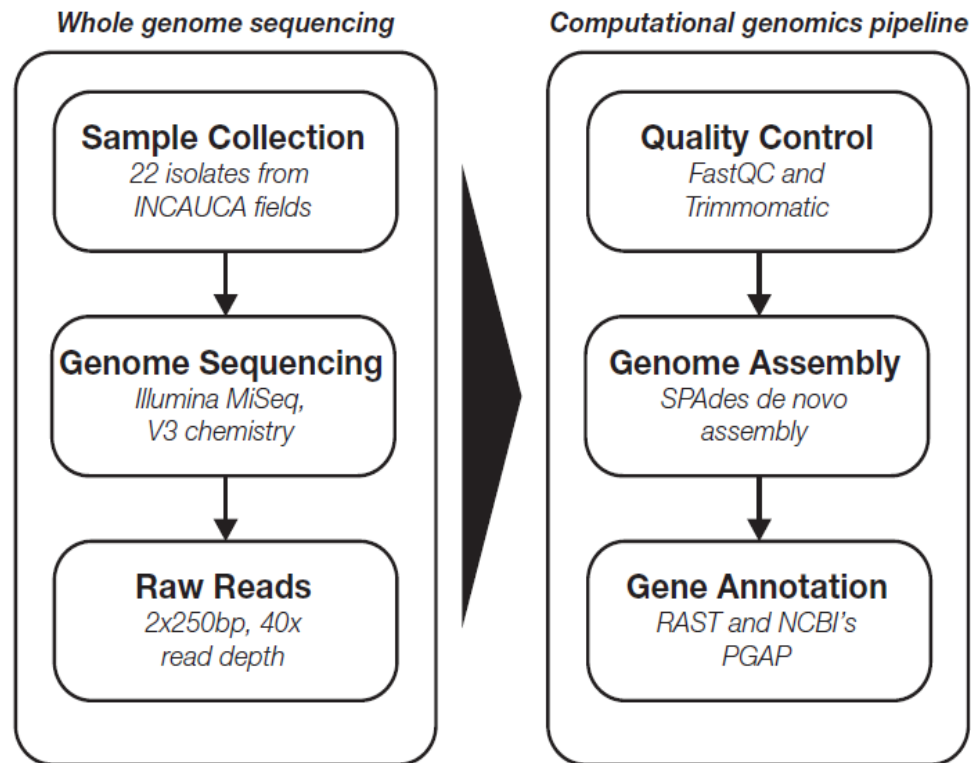 Whole genome sequencing
Sample Collection
22 isolates from
INCAUCA fields
Genome Sequencing
Illumina MiSeq,
V3 chemistry
Raw Reads
2x250bp, 40x
read depth
Computational genomics pipeline
Quality Control
FastQC and
Trimmomatic
Genome Assembly
SPAdes de novo
assembly
Gene Annotation
RAST and NCBI's
PGAP